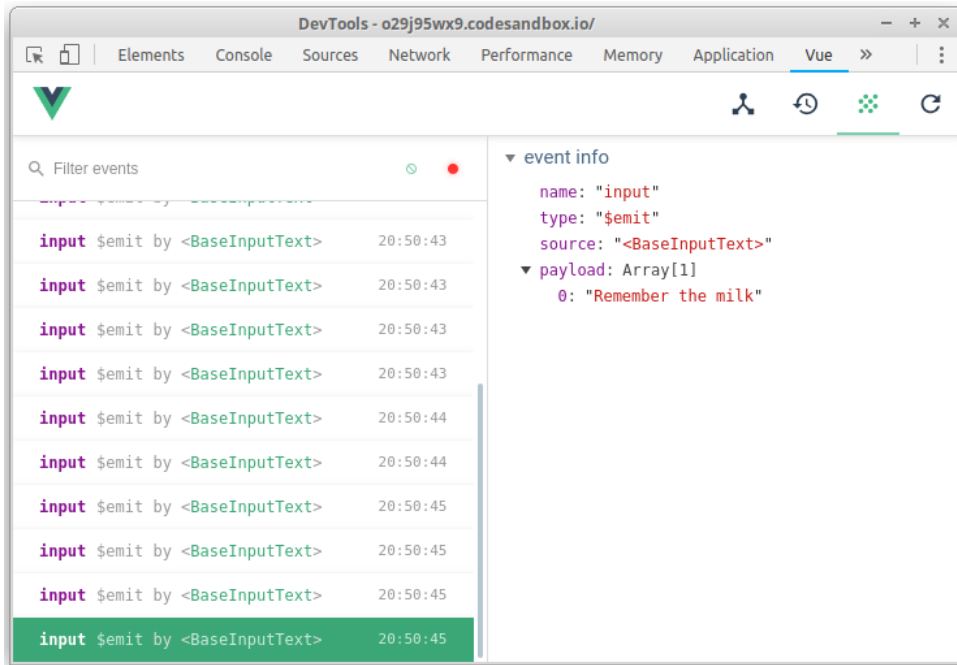 DevTools - o29j95wx9.codesandbox.io/
Elements Console Sources Network Performance Memory Application Vue »
Filter events
input $emit by <BaseInputText>
input $emit by <BaseInputText> 20:50:43
input $emit by <BaseInputText> 20:50:43
input $emit by <BaseInputText> 20:50:43
input $emit by <BaseInputText> 20:50:43
input $emit by <BaseInputText> 20:50:44
input $emit by <BaseInputText> 20:50:44
input $emit by <BaseInputText> 20:50:45
input $emit by <BaseInputText> 20:50:45
input $emit by <BaseInputText> 20:50:45
input $emit by <BaseInputText> 20:50:45
▼ event info
name: "input"
type: "$emit"
source: "<BaseInputText>"
▼ payload: Array[1]
0: "Remember the milk"